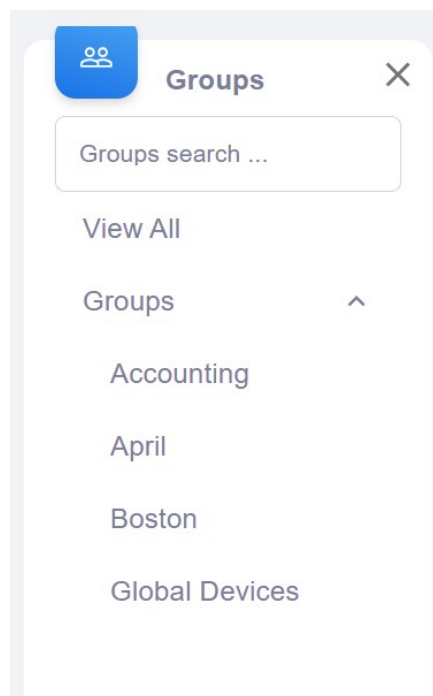 Groups
Groups search ...
View All
Groups
Accounting
April
Boston
Global Devices